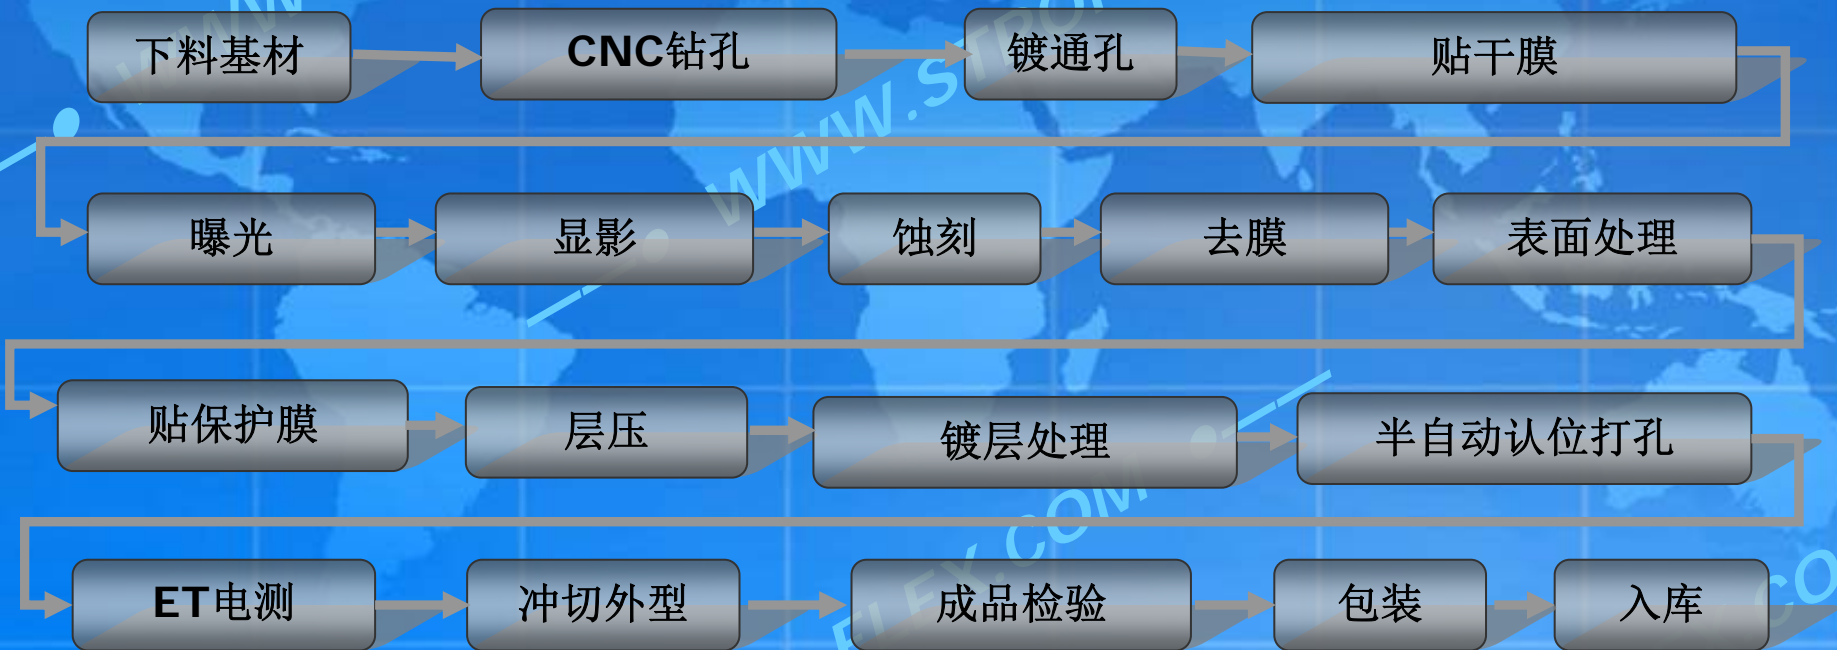 下料基材 CNC钻孔 镀通孔 贴干膜
曝光 显影 蚀刻 去膜 表面处理
贴保护膜 层压 镀层处理 半自动认位打孔
ET电测 冲切外型 成品检验 包装 入库